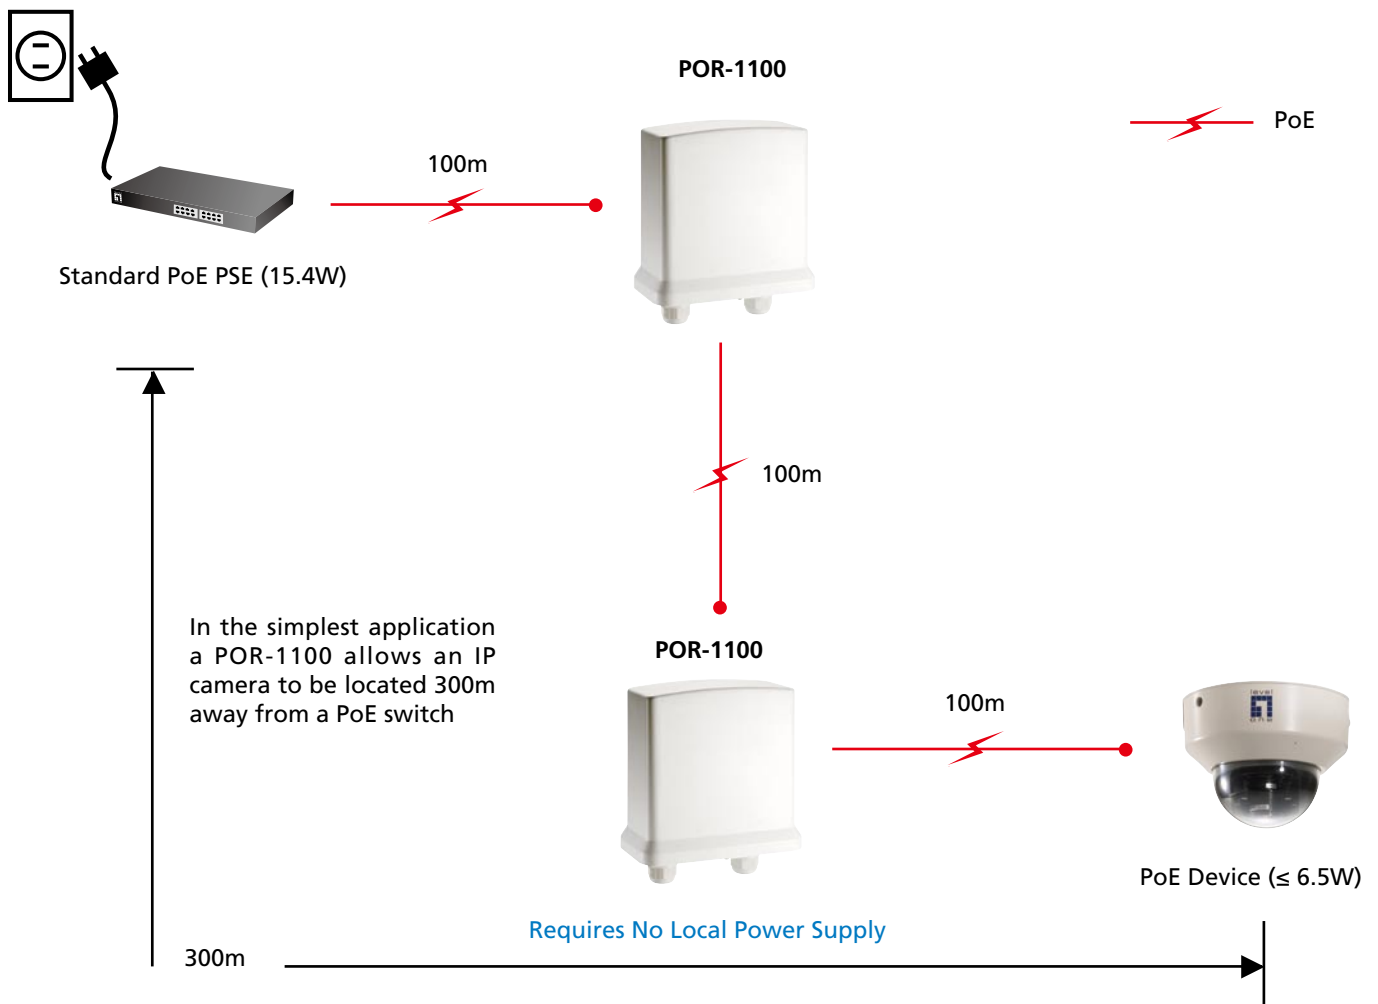 POR-1100
PoE
100m
Standard PoE PSE (15.4W)
100m
In the simplest application
a POR-1100 allows an IP
camera to be located 300m
away from a PoE switch
POR-1100
100m
level
one
PoE Device (≤ 6.5W)
Requires No Local Power Supply
300m